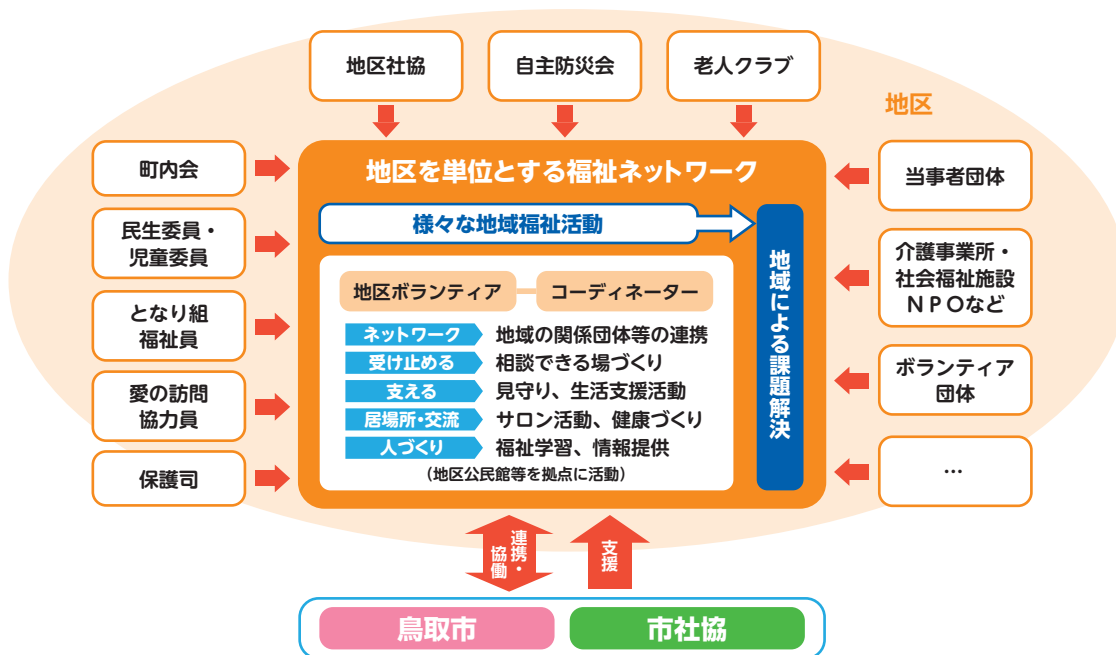 地区社協
自主防災会
老人クラブ
地区
町内会
民生委員・
児童委員
となり組
福祉員
愛の訪問
協力員
保護司
地区を単位とする福祉ネットワーク
様々な地域福祉活動
地区ボランティア
コーディネーター
ネットワーク 地域の関係団体等の連携
受け止める 相談できる場づくり
支える 見守り、生活支援活動
居場所・交流 サロン活動、健康づくり
人づくり 福祉学習、情報提供
(地区公民館等を拠点に活動)
地域による課題解決
当事者団体
介護事業所・
社会福祉施設
ＮＰＯなど
ボランティア
団体
…
連携・
協働
支援
鳥取市
市社協